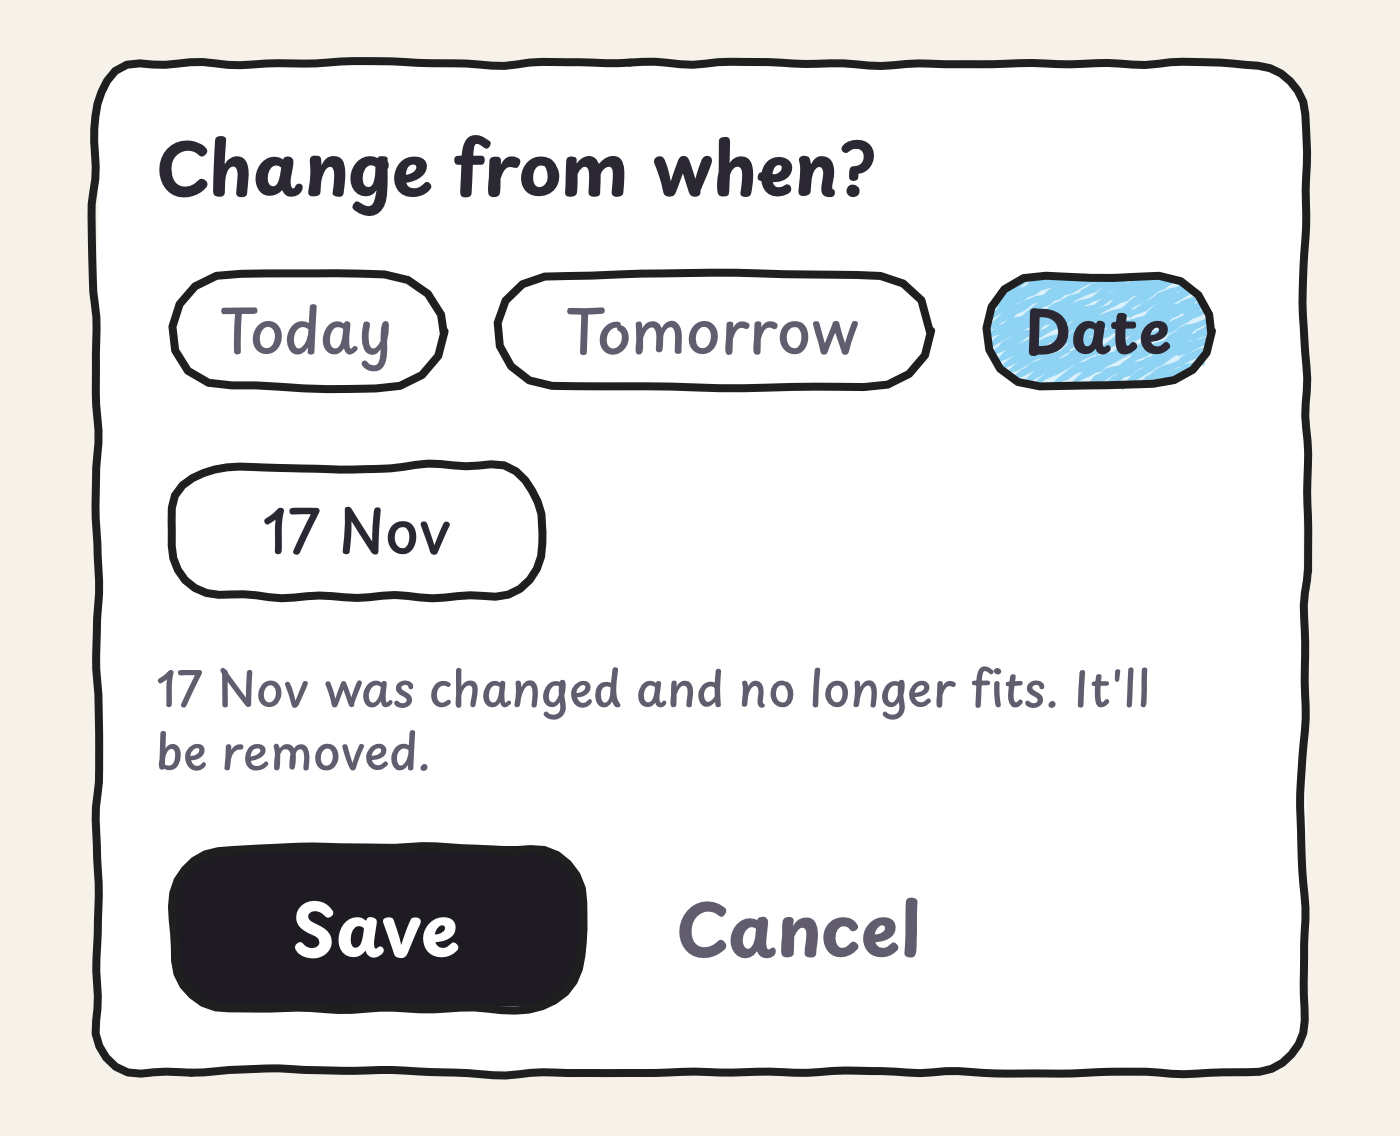 Change from when?
Today Tomorrow Date
17 Nov
17 Nov was changed and no longer fits. It'll
be removed.
Save Cancel